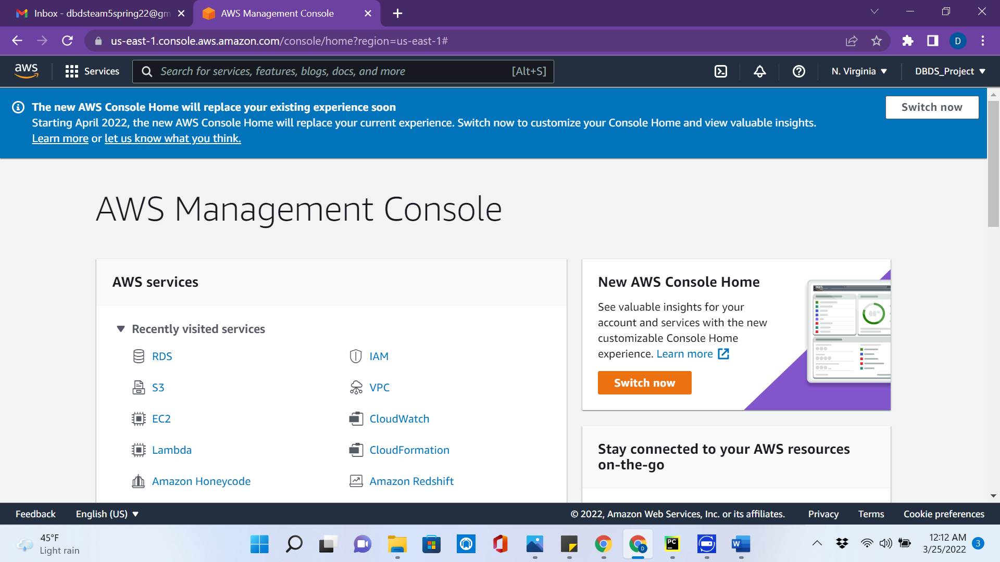 Inbox - dbdsteam5spring22@gm
AWS Management Console
us-east-1.console.aws.amazon.com/console/home?region=us-east-1#
D
aws
Services
Search for services, features, blogs, docs, and more
[Alt+S]
N. Virginia
DBDS_Project
The new AWS Console Home will replace your existing experience soon
Starting April 2022, the new AWS Console Home will replace your current experience. Switch now to customize your Console Home and view valuable insights.
Learn more or let us know what you think.
Switch now
AWS Management Console
AWS services
Recently visited services
RDS
IAM
S3
VPC
EC2
CloudWatch
Lambda
CloudFormation
Amazon Honeycode
Amazon Redshift
New AWS Console Home
See valuable insights for your
account and services with the new
customizable Console Home
experience. Learn more
Switch now
aws
Stay connected to your AWS resources
on-the-go
Feedback
English (US)
© 2022, Amazon Web Services, Inc. or its affiliates.
Privacy
Terms
Cookie preferences
45°F
Light rain
D
PC
W
12:12 AM
3/25/2022
3